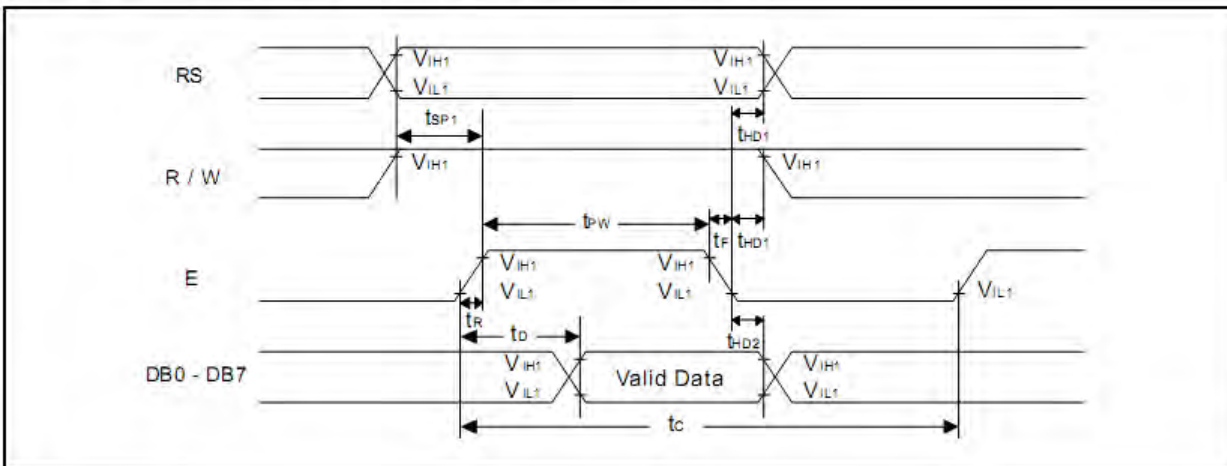 RS
VIH1
VIH1
VIL1
VIL1
tSP1
tHD1
R / W
VIH1
VIH1
tPW
tF
tHD1
E
VIH1
VIH1
VIL1
VIL1
VIL1
tR
tD
tHD2
DB0 - DB7
VIH1
VIL1
Valid Data
VIH1
VIL1
tC